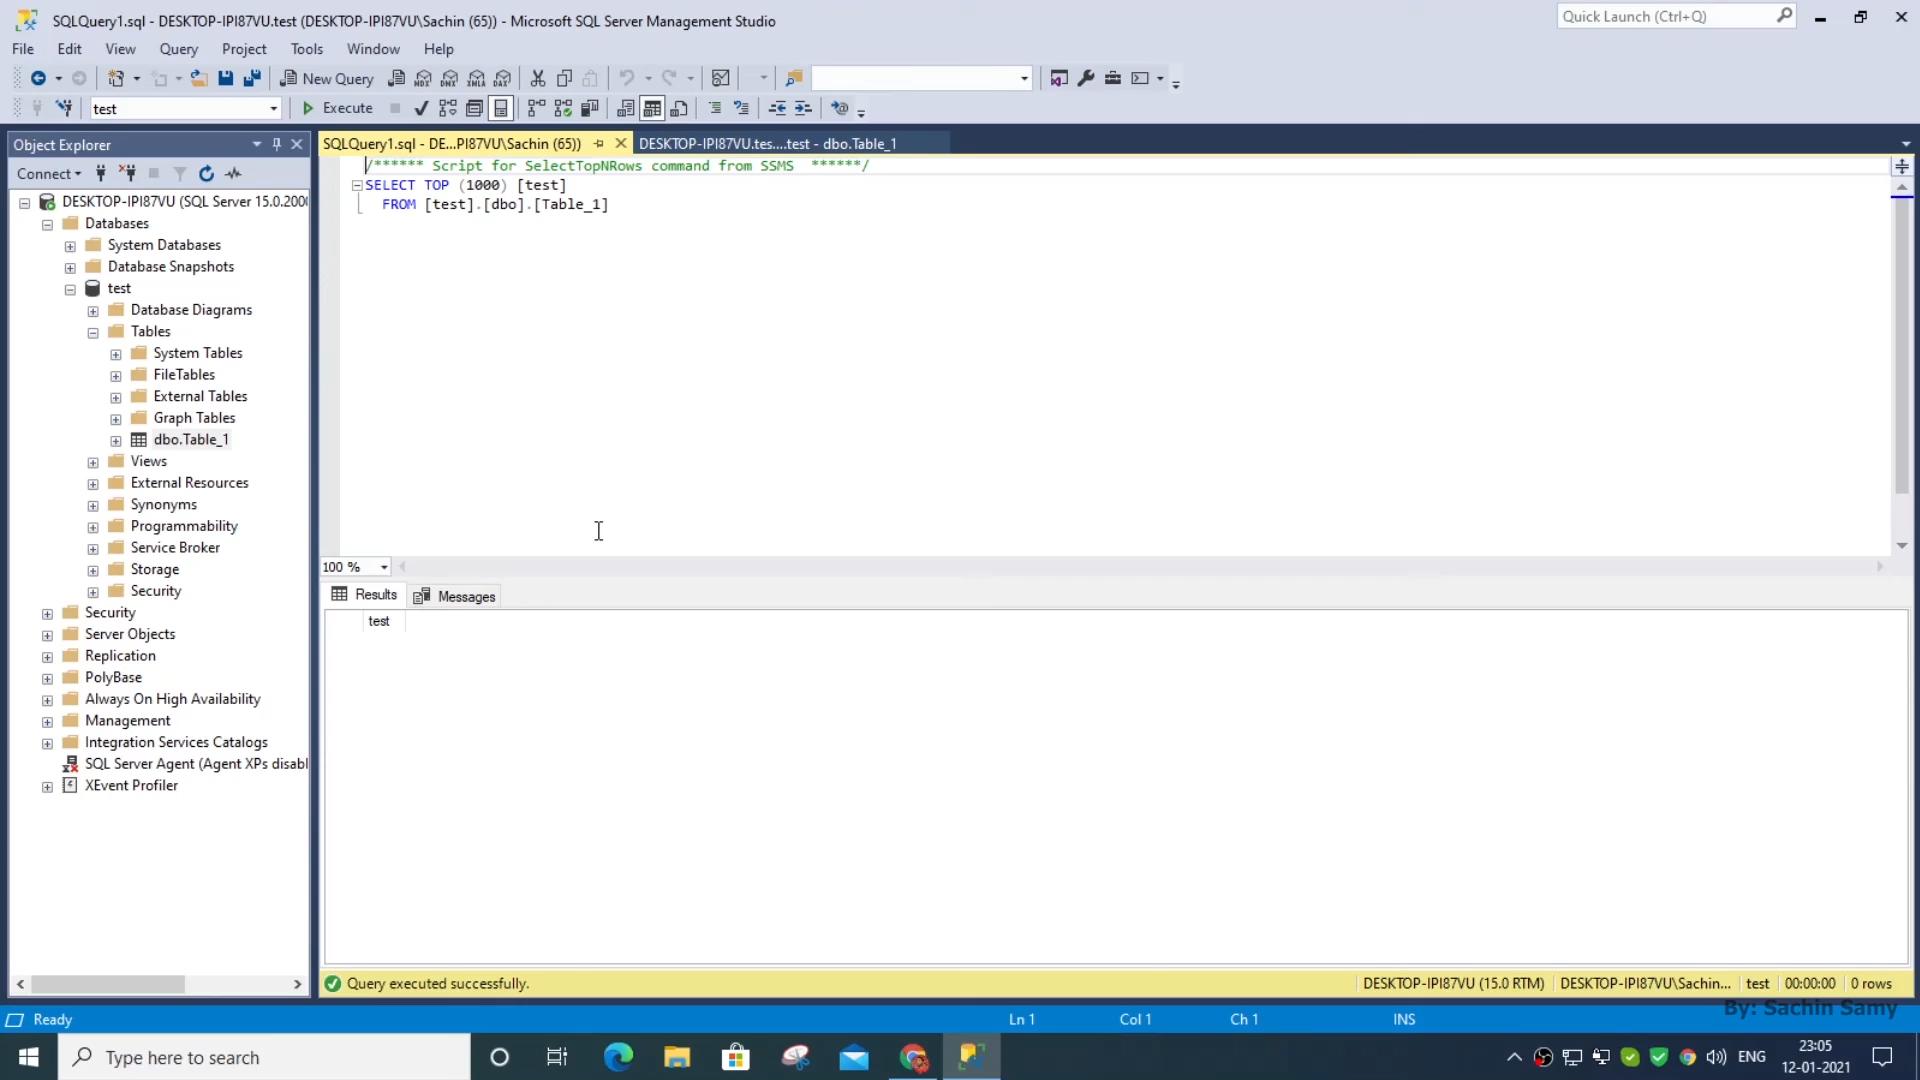 SQLQuery1.sql - DESKTOP-IPI87VU.test (DESKTOP-IPI87VU\Sachin (65)) - Microsoft SQL Server Management Studio
Quick Launch (Ctrl+Q)
File Edit View Query Project Tools Window Help
New Query
MDX DMX XMLA DAX
test
Execute
Object Explorer
SQLQuery1.sql - DE...PI87VU\Sachin (65))
DESKTOP-IPI87VU.tes....test - dbo.Table_1
Connect
/****** Script for SelectTopNRows command from SSMS ******/
SELECT TOP (1000) [test]
FROM [test].[dbo].[Table_1]
DESKTOP-IPI87VU (SQL Server 15.0.2000
Databases
System Databases
Database Snapshots
test
Database Diagrams
Tables
System Tables
FileTables
External Tables
Graph Tables
dbo.Table_1
Views
External Resources
Synonyms
Programmability
Service Broker
Storage
Security
Security
Server Objects
Replication
PolyBase
Always On High Availability
Management
Integration Services Catalogs
SQL Server Agent (Agent XPs disabl
XEvent Profiler
100 %
Results
Messages
test
Query executed successfully.
DESKTOP-IPI87VU (15.0 RTM)
DESKTOP-IPI87VU\Sachin...
test
00:00:00
0 rows
By: Sachin Samy
Ready
Ln 1
Col 1
Ch 1
INS
Type here to search
ENG
23:05
12-01-2021